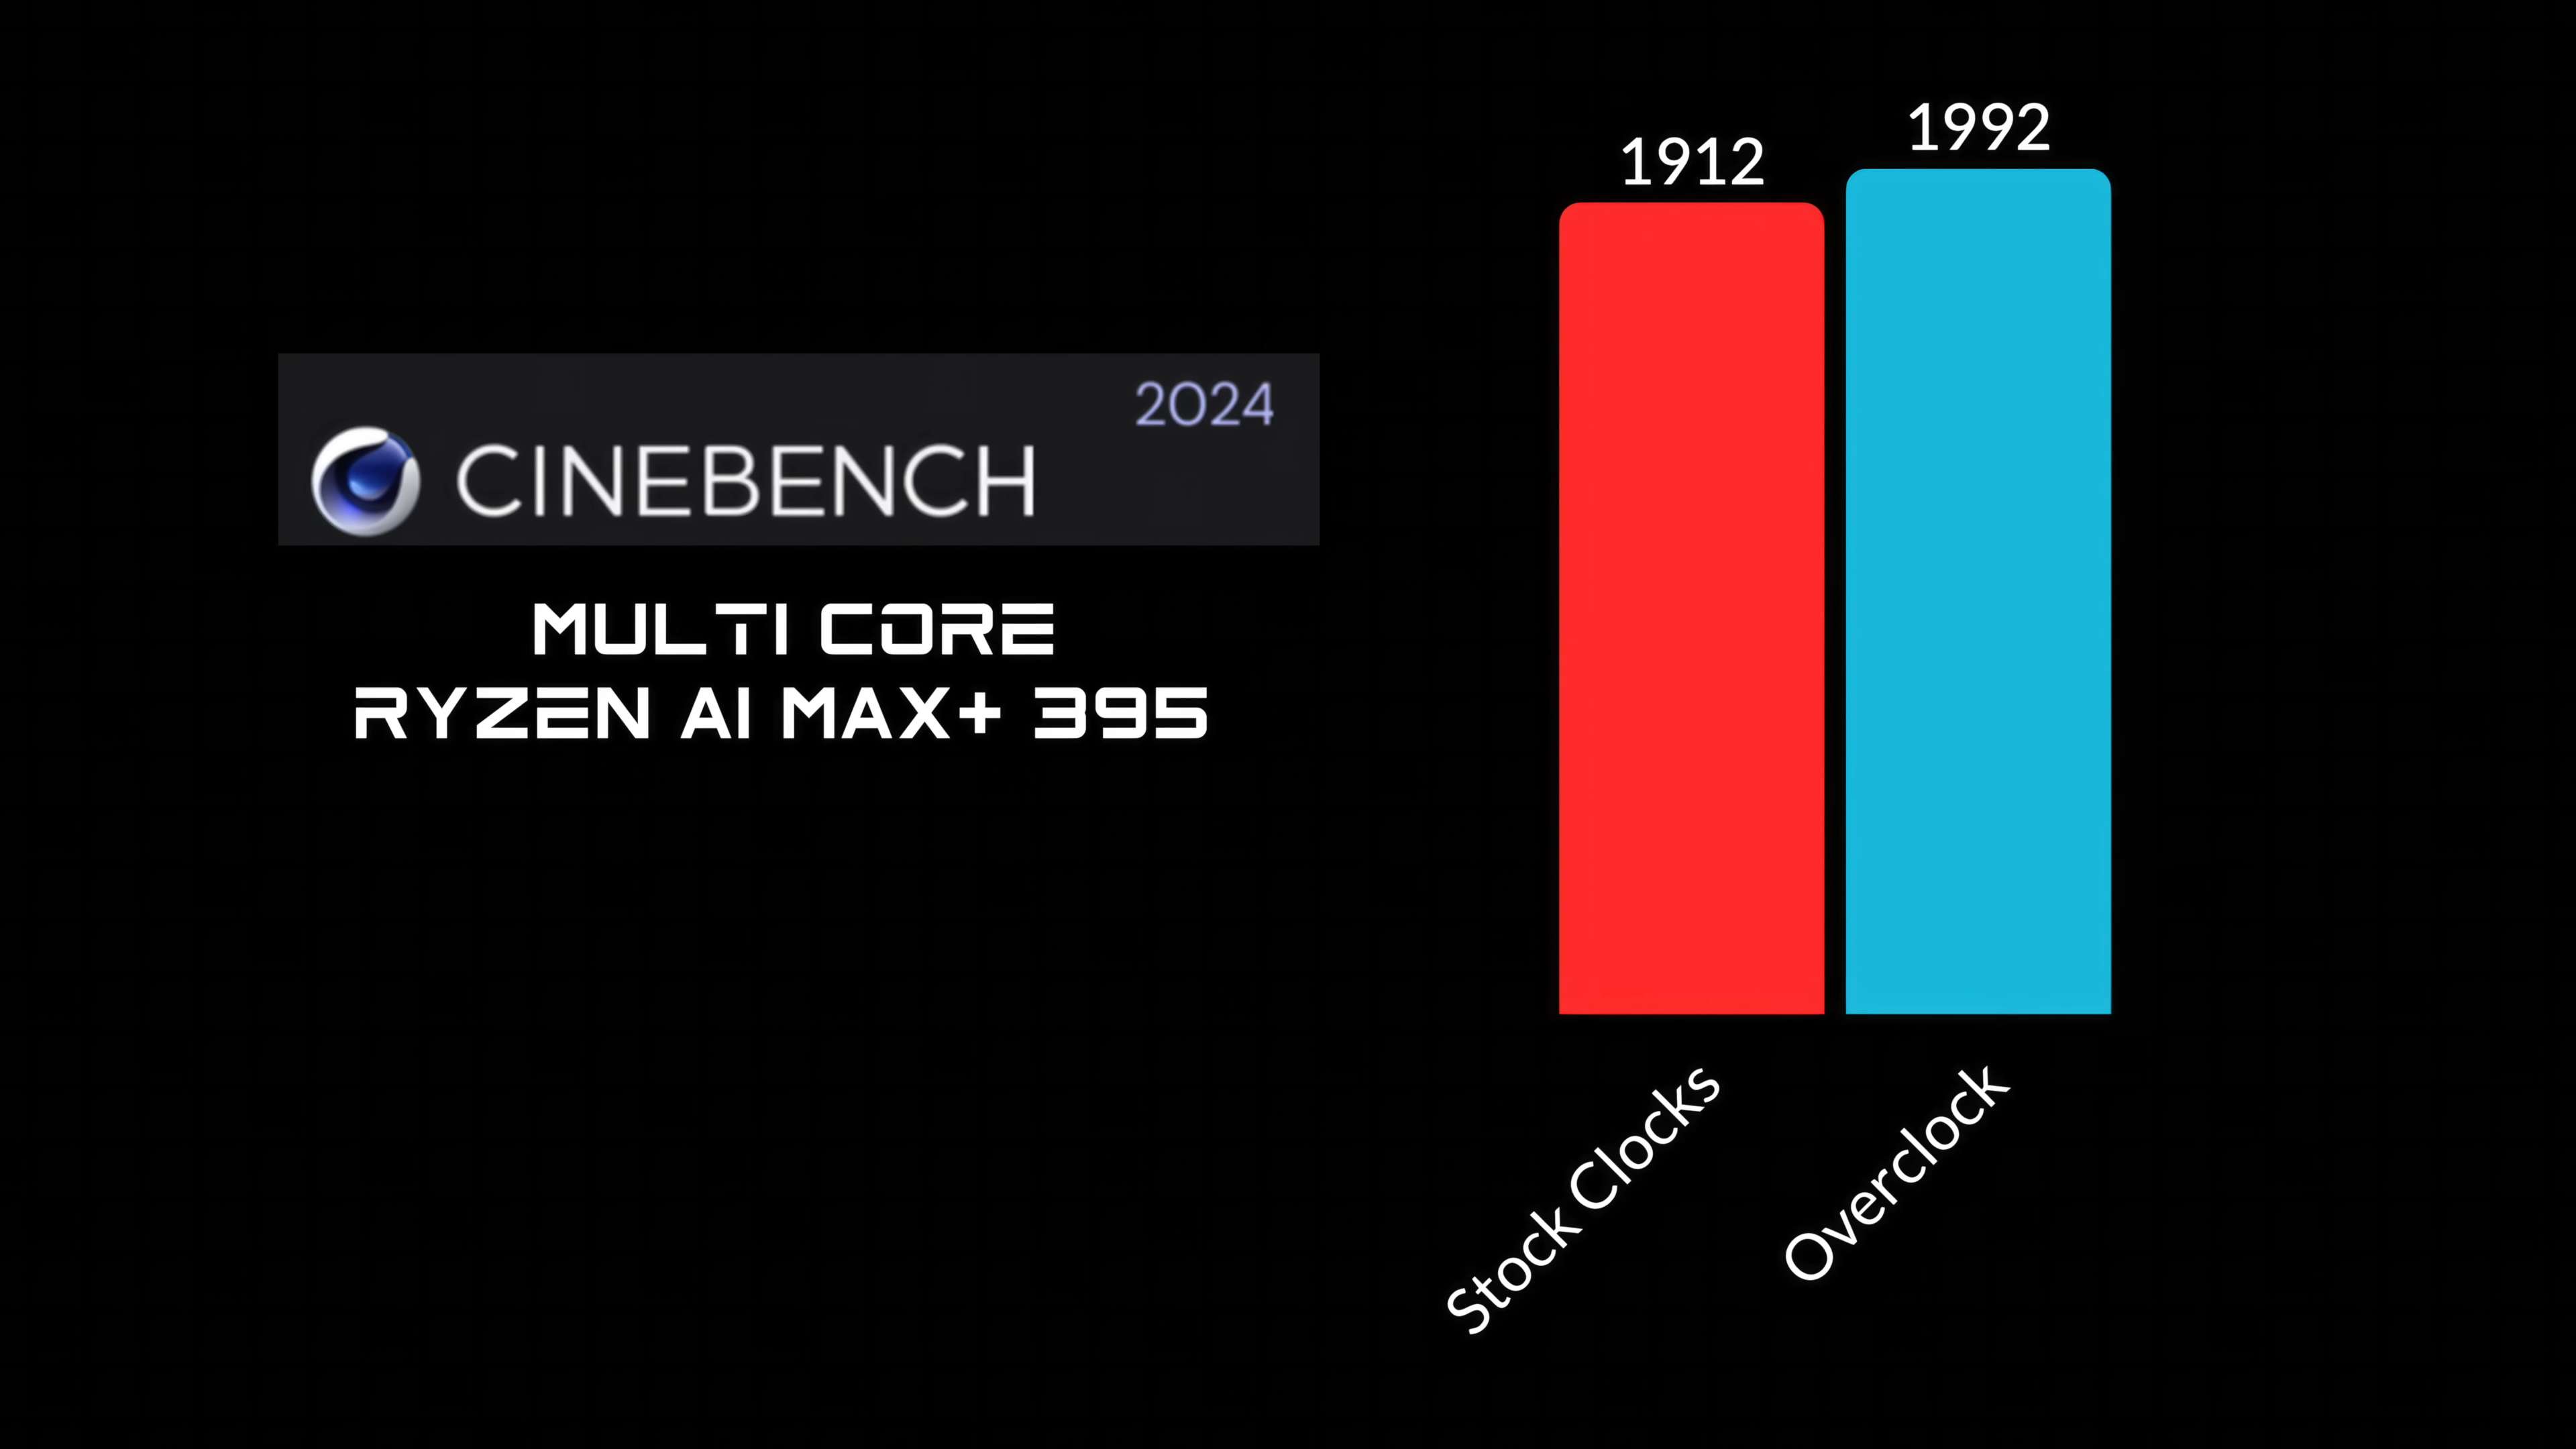 2024
CINEBENCH
MULTI CORE
RYZEN AI MAX+ 395
1912
1992
Stock Clocks
Overclock